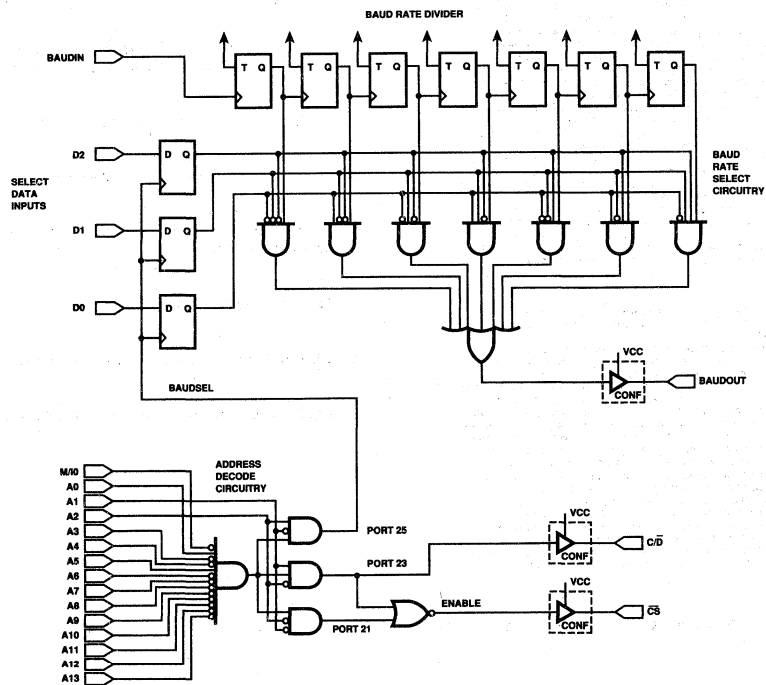 BAUD RATE DIVIDER
BAUDIN
T Q
T Q
T Q
T Q
T Q
T Q
T Q
D2
D Q
SELECT
DATA
INPUTS
D1
D Q
D0
D Q
BAUD
RATE
SELECT
CIRCUITRY
VCC
CONF
BAUDOUT
BAUDSEL
ADDRESS
DECODE
CIRCUITRY
M/I0
A0
A1
A2
A3
A4
A5
A6
A7
A8
A9
A10
A11
A12
A13
PORT 25
PORT 23
PORT 21
ENABLE
VCC
CONF
C/D̅
VCC
CONF
C̅S̅